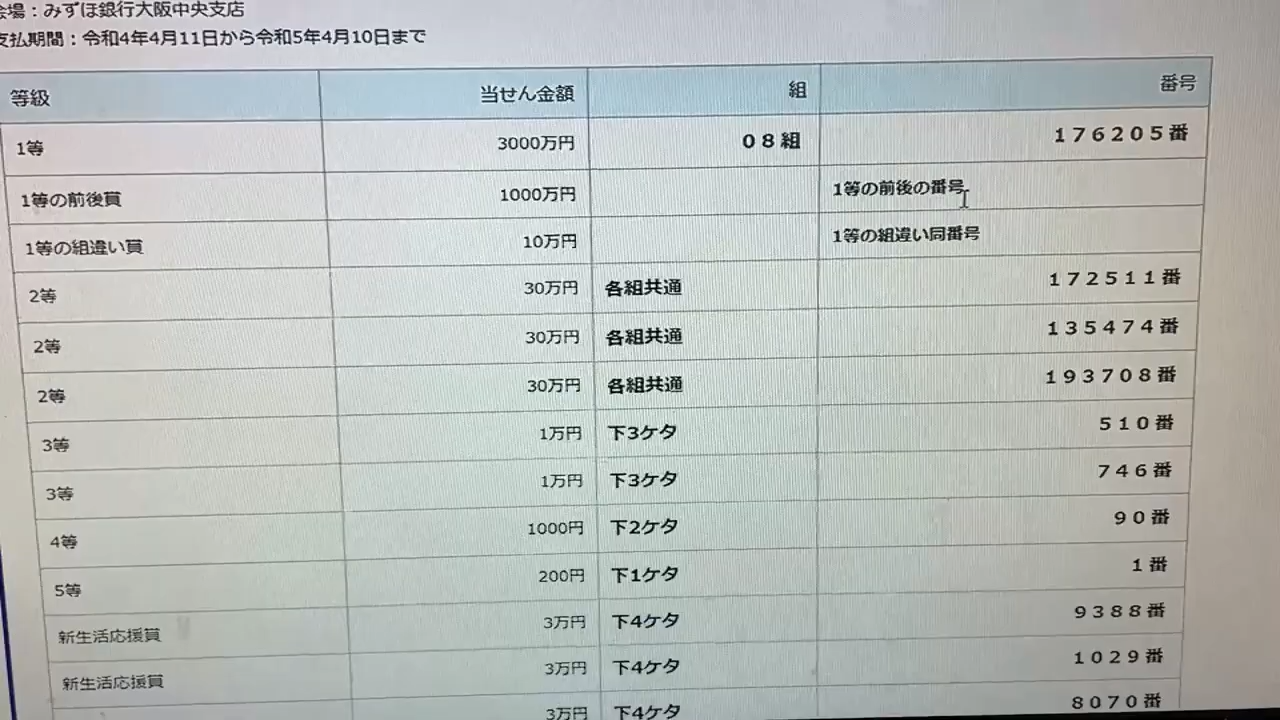 会場：みずほ銀行大阪中央支店
支払期間：令和4年4月11日から令和5年4月10日まで
等級 当せん金額 組 番号
1等 3000万円 08組 176205番
1等の前後賞 1000万円 1等の前後の番号
1等の組違い賞 10万円 1等の組違い同番号
2等 30万円 各組共通 172511番
2等 30万円 各組共通 135474番
2等 30万円 各組共通 193708番
3等 1万円 下3ケタ 510番
3等 1万円 下3ケタ 746番
4等 1000円 下2ケタ 90番
5等 200円 下1ケタ 1番
新生活応援賞 3万円 下4ケタ 9388番
新生活応援賞 3万円 下4ケタ 1029番
3万円 下4ケタ 8070番